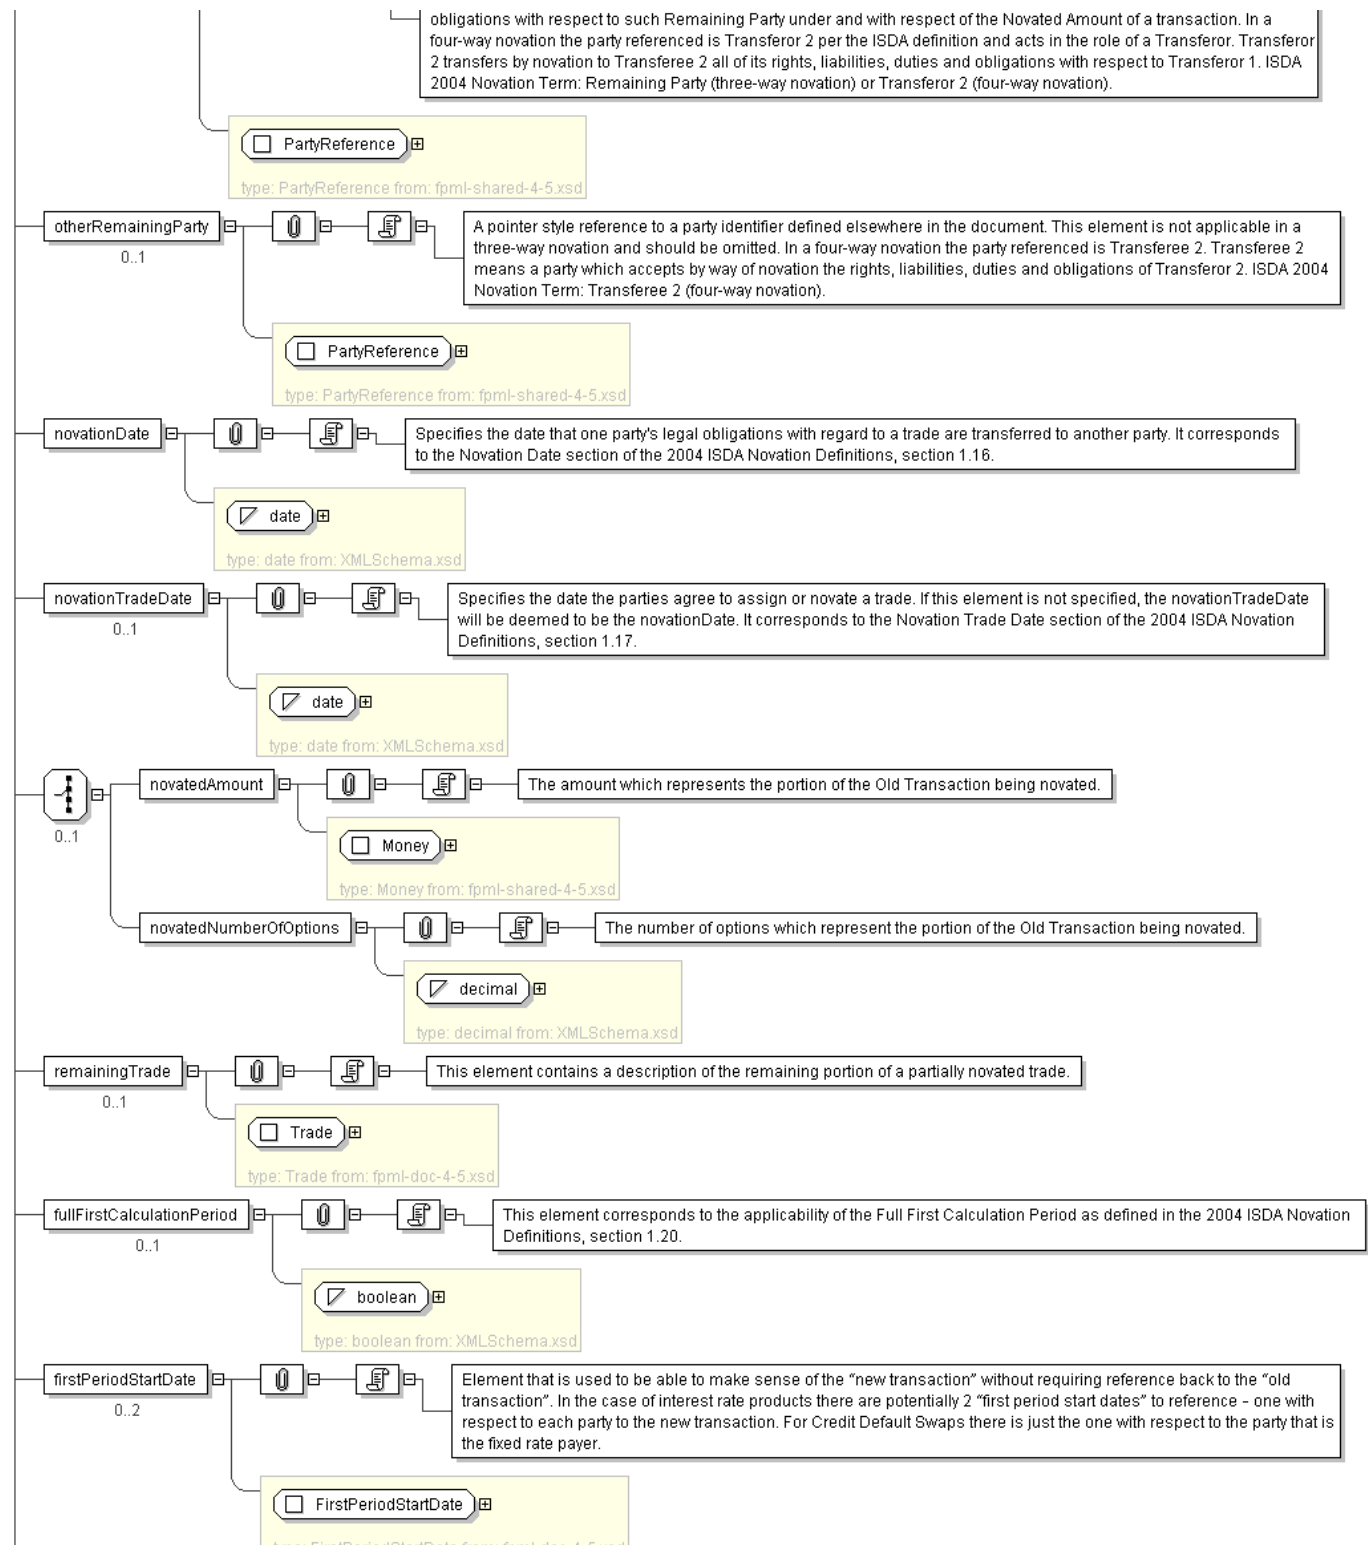 obligations with respect to such Remaining Party under and with respect of the Novated Amount of a transaction. In a
four-way novation the party referenced is Transferor 2 per the ISDA definition and acts in the role of a Transferor. Transferor
2 transfers by novation to Transferee 2 all of its rights, liabilities, duties and obligations with respect to Transferor 1. ISDA
2004 Novation Term: Remaining Party (three-way novation) or Transferor 2 (four-way novation).
PartyReference
type: PartyReference from: fpml-shared-4-5.xsd
otherRemainingParty
0..1
A pointer style reference to a party identifier defined elsewhere in the document. This element is not applicable in a
three-way novation and should be omitted. In a four-way novation the party referenced is Transferee 2. Transferee 2
means a party which accepts by way of novation the rights, liabilities, duties and obligations of Transferor 2. ISDA 2004
Novation Term: Transferee 2 (four-way novation).
PartyReference
type: PartyReference from: fpml-shared-4-5.xsd
novationDate
Specifies the date that one party's legal obligations with regard to a trade are transferred to another party. It corresponds
to the Novation Date section of the 2004 ISDA Novation Definitions, section 1.16.
date
type: date from: XMLSchema.xsd
novationTradeDate
0..1
Specifies the date the parties agree to assign or novate a trade. If this element is not specified, the novationTradeDate
will be deemed to be the novationDate. It corresponds to the Novation Trade Date section of the 2004 ISDA Novation
Definitions, section 1.17.
date
type: date from: XMLSchema.xsd
0..1
novatedAmount
The amount which represents the portion of the Old Transaction being novated.
Money
type: Money from: fpml-shared-4-5.xsd
novatedNumberOfOptions
The number of options which represent the portion of the Old Transaction being novated.
decimal
type: decimal from: XMLSchema.xsd
remainingTrade
0..1
This element contains a description of the remaining portion of a partially novated trade.
Trade
type: Trade from: fpml-doc-4-5.xsd
fullFirstCalculationPeriod
0..1
This element corresponds to the applicability of the Full First Calculation Period as defined in the 2004 ISDA Novation
Definitions, section 1.20.
boolean
type: boolean from: XMLSchema.xsd
firstPeriodStartDate
0..2
Element that is used to be able to make sense of the “new transaction” without requiring reference back to the “old
transaction”. In the case of interest rate products there are potentially 2 “first period start dates” to reference – one with
respect to each party to the new transaction. For Credit Default Swaps there is just the one with respect to the party that is
the fixed rate payer.
FirstPeriodStartDate
type: FirstPeriodStartDate from: fpml-doc-4-5.xsd